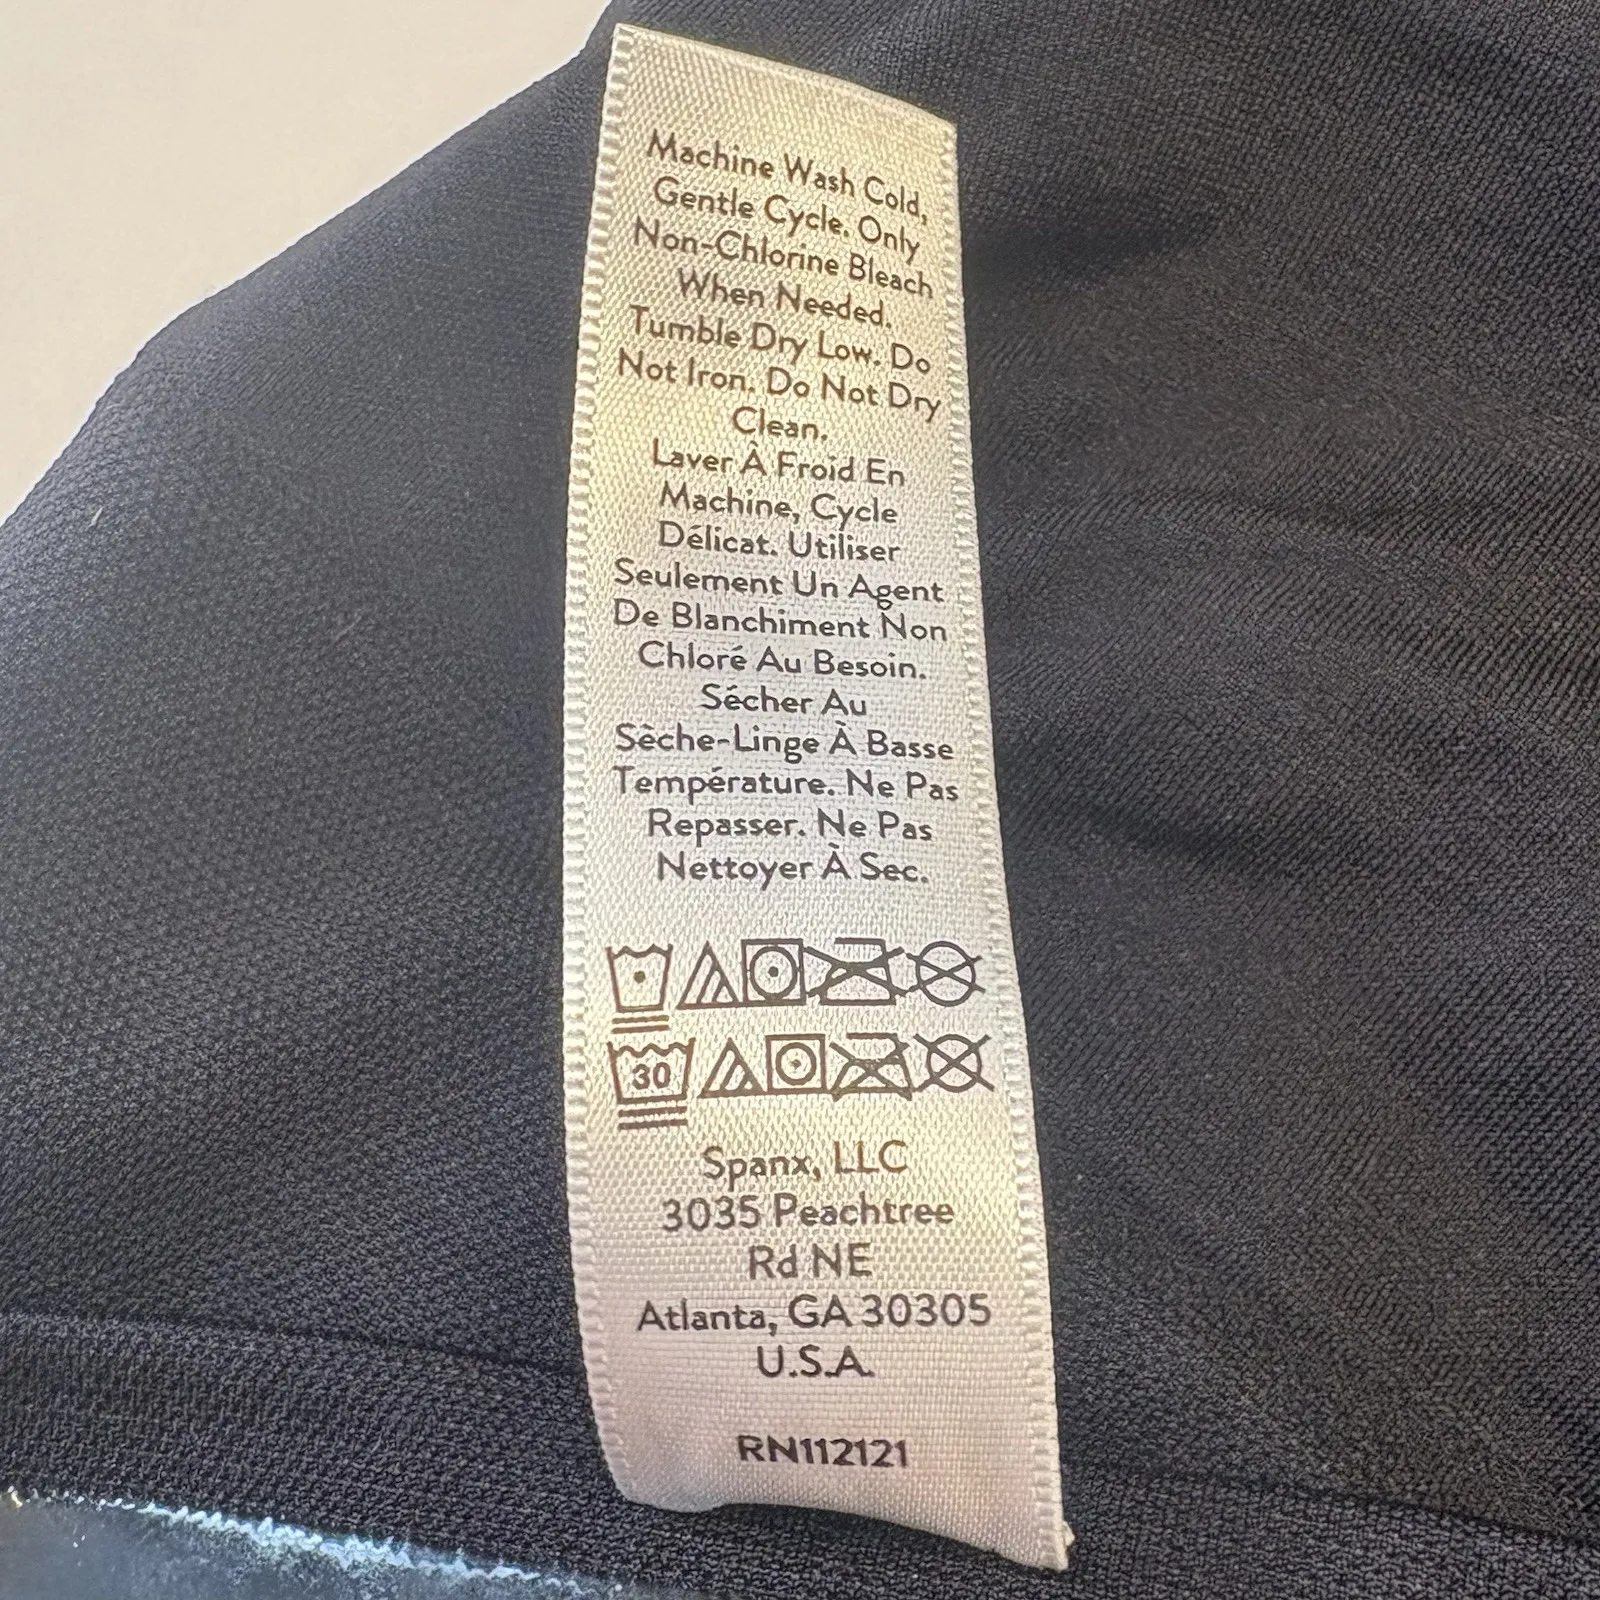 Machine Wash Cold,
Gentle Cycle. Only
Non-Chlorine Bleach
When Needed.
Tumble Dry Low. Do
Not Iron. Do Not Dry
Clean.
Laver À Froid En
Machine, Cycle
Délicat. Utiliser
Seulement Un Agent
De Blanchiment Non
Chloré Au Besoin.
Sécher Au
Sèche-Linge À Basse
Température. Ne Pas
Repasser. Ne Pas
Nettoyer À Sec.
30
Spanx, LLC
3035 Peachtree
Rd NE
Atlanta, GA 30305
U.S.A.
RN112121